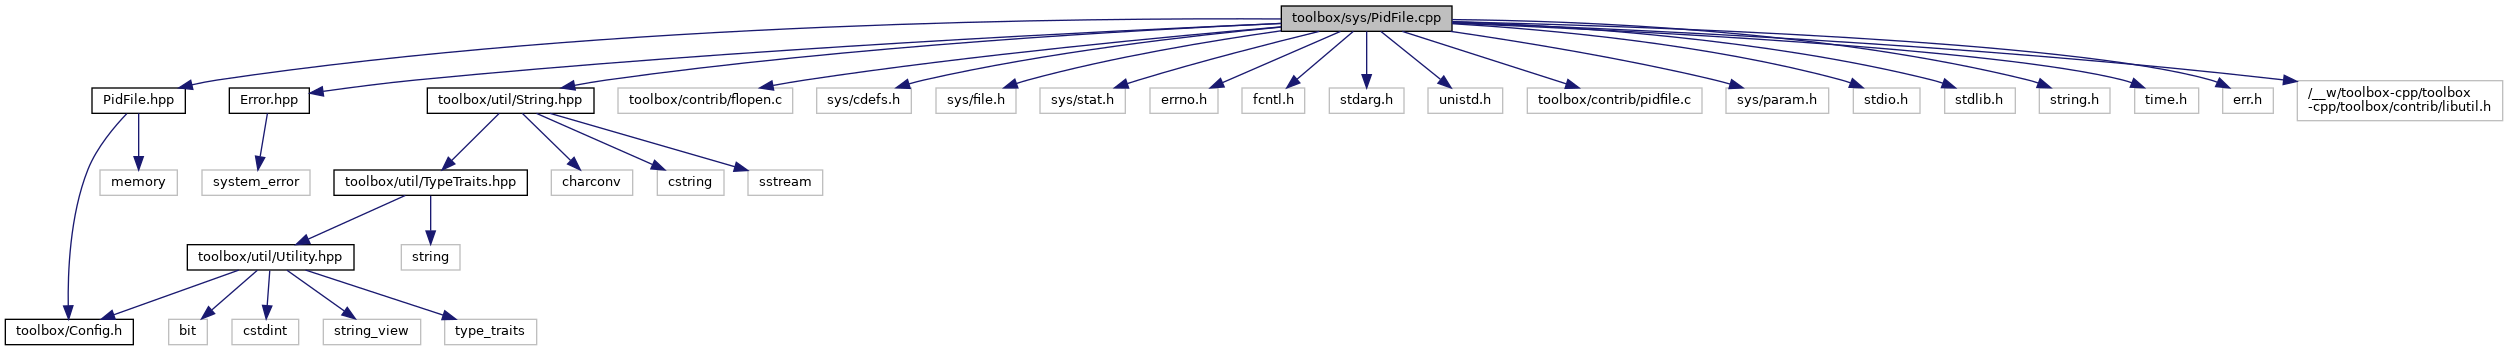 toolbox/sys/PidFile.cpp
PidFile.hpp
Error.hpp
toolbox/util/String.hpp
toolbox/contrib/flopen.c
sys/cdefs.h
sys/file.h
sys/stat.h
errno.h
fcntl.h
stdarg.h
unistd.h
toolbox/contrib/pidfile.c
sys/param.h
stdio.h
stdlib.h
string.h
time.h
err.h
/__w/toolbox-cpp/toolbox
-cpp/toolbox/contrib/libutil.h
memory
system_error
toolbox/util/TypeTraits.hpp
charconv
cstring
sstream
toolbox/util/Utility.hpp
string
toolbox/Config.h
bit
cstdint
string_view
type_traits